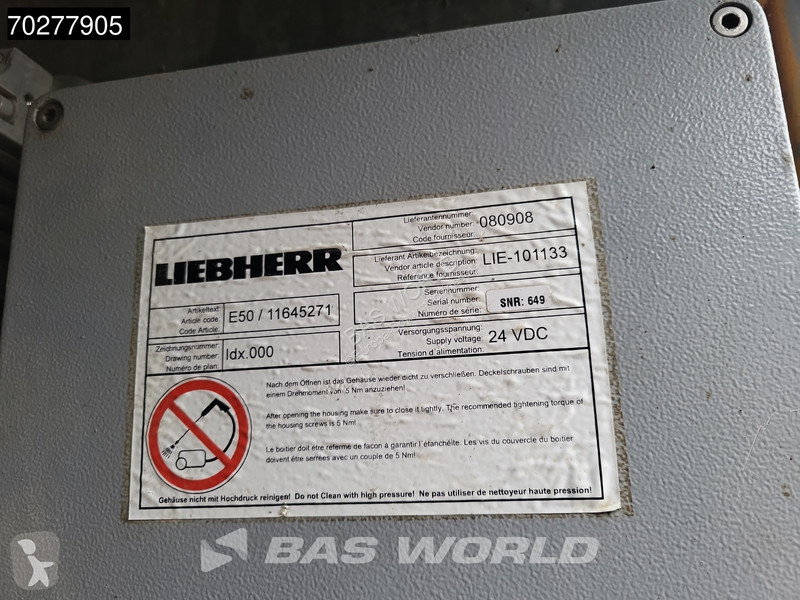 70277905
LIEBHERR
Lieferantennummer:
Vendor number
Code fournisseur:
080908
Lieferant Artikelbezeichnung:
Vendor article description
Référence fournisseur:
LIE-101133
Artikeltext:
Article code:
Code Article:
E50 / 11645271
Seriennummer:
Serial number:
Numéro de série:
SNR: 649
Zeichnungsnummer:
Drawing number:
Numéro de plan:
Idx.000
Versorgungsspannung:
Supply voltage:
Tension d'alimentation:
24 VDC
Nach dem Öffnen ist das Gehäuse wieder dicht zu verschließen. Deckelschrauben sind mit
einem Drehmoment von 5 Nm anzuziehen!
After opening the housing make sure to close it tightly. The recommended tightening torque of
the housing screws is 5 Nm!
Le boitier doit être referme de facon à garantir l'étanchéite. Les vis du couvercle du boitier
doivent être serrées avec un couple de 5 Nm!
Gehäuse nicht mit Hochdruck reinigen! Do not Clean with high pressure! Ne pas utiliser de nettoyeur haute pression!
BAS WORLD